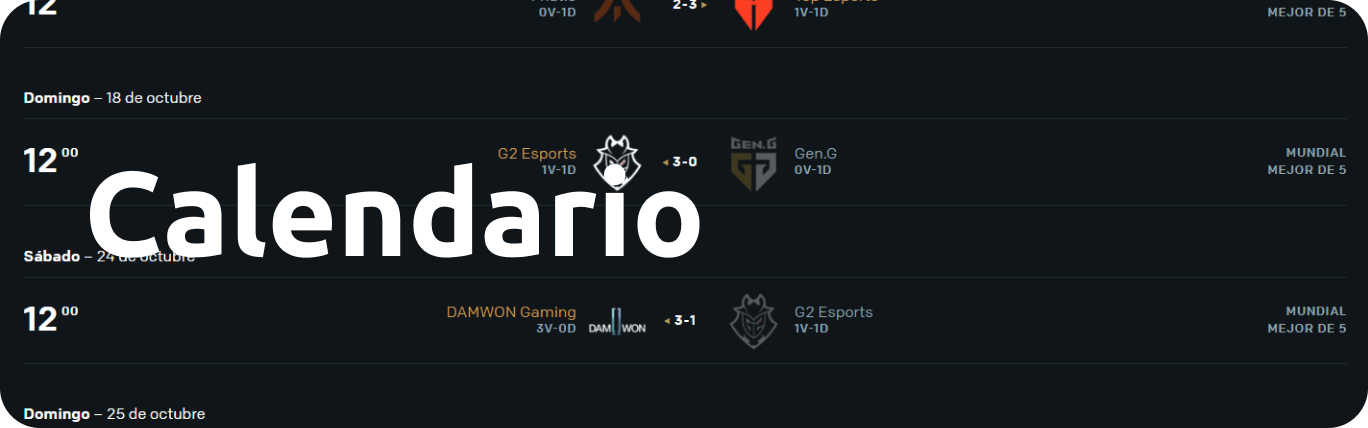 12
0V-1D
2-3
1V-1D
MEJOR DE 5
Domingo – 18 de octubre
12 00
G2 Esports
1V-1D
3-0
GEN.G
Gen.G
0V-1D
MUNDIAL
MEJOR DE 5
Calendario
Sábado – 24 de octubre
12 00
DAMWON Gaming
3V-0D
DAMWON
3-1
G2 Esports
1V-1D
MUNDIAL
MEJOR DE 5
Domingo – 25 de octubre